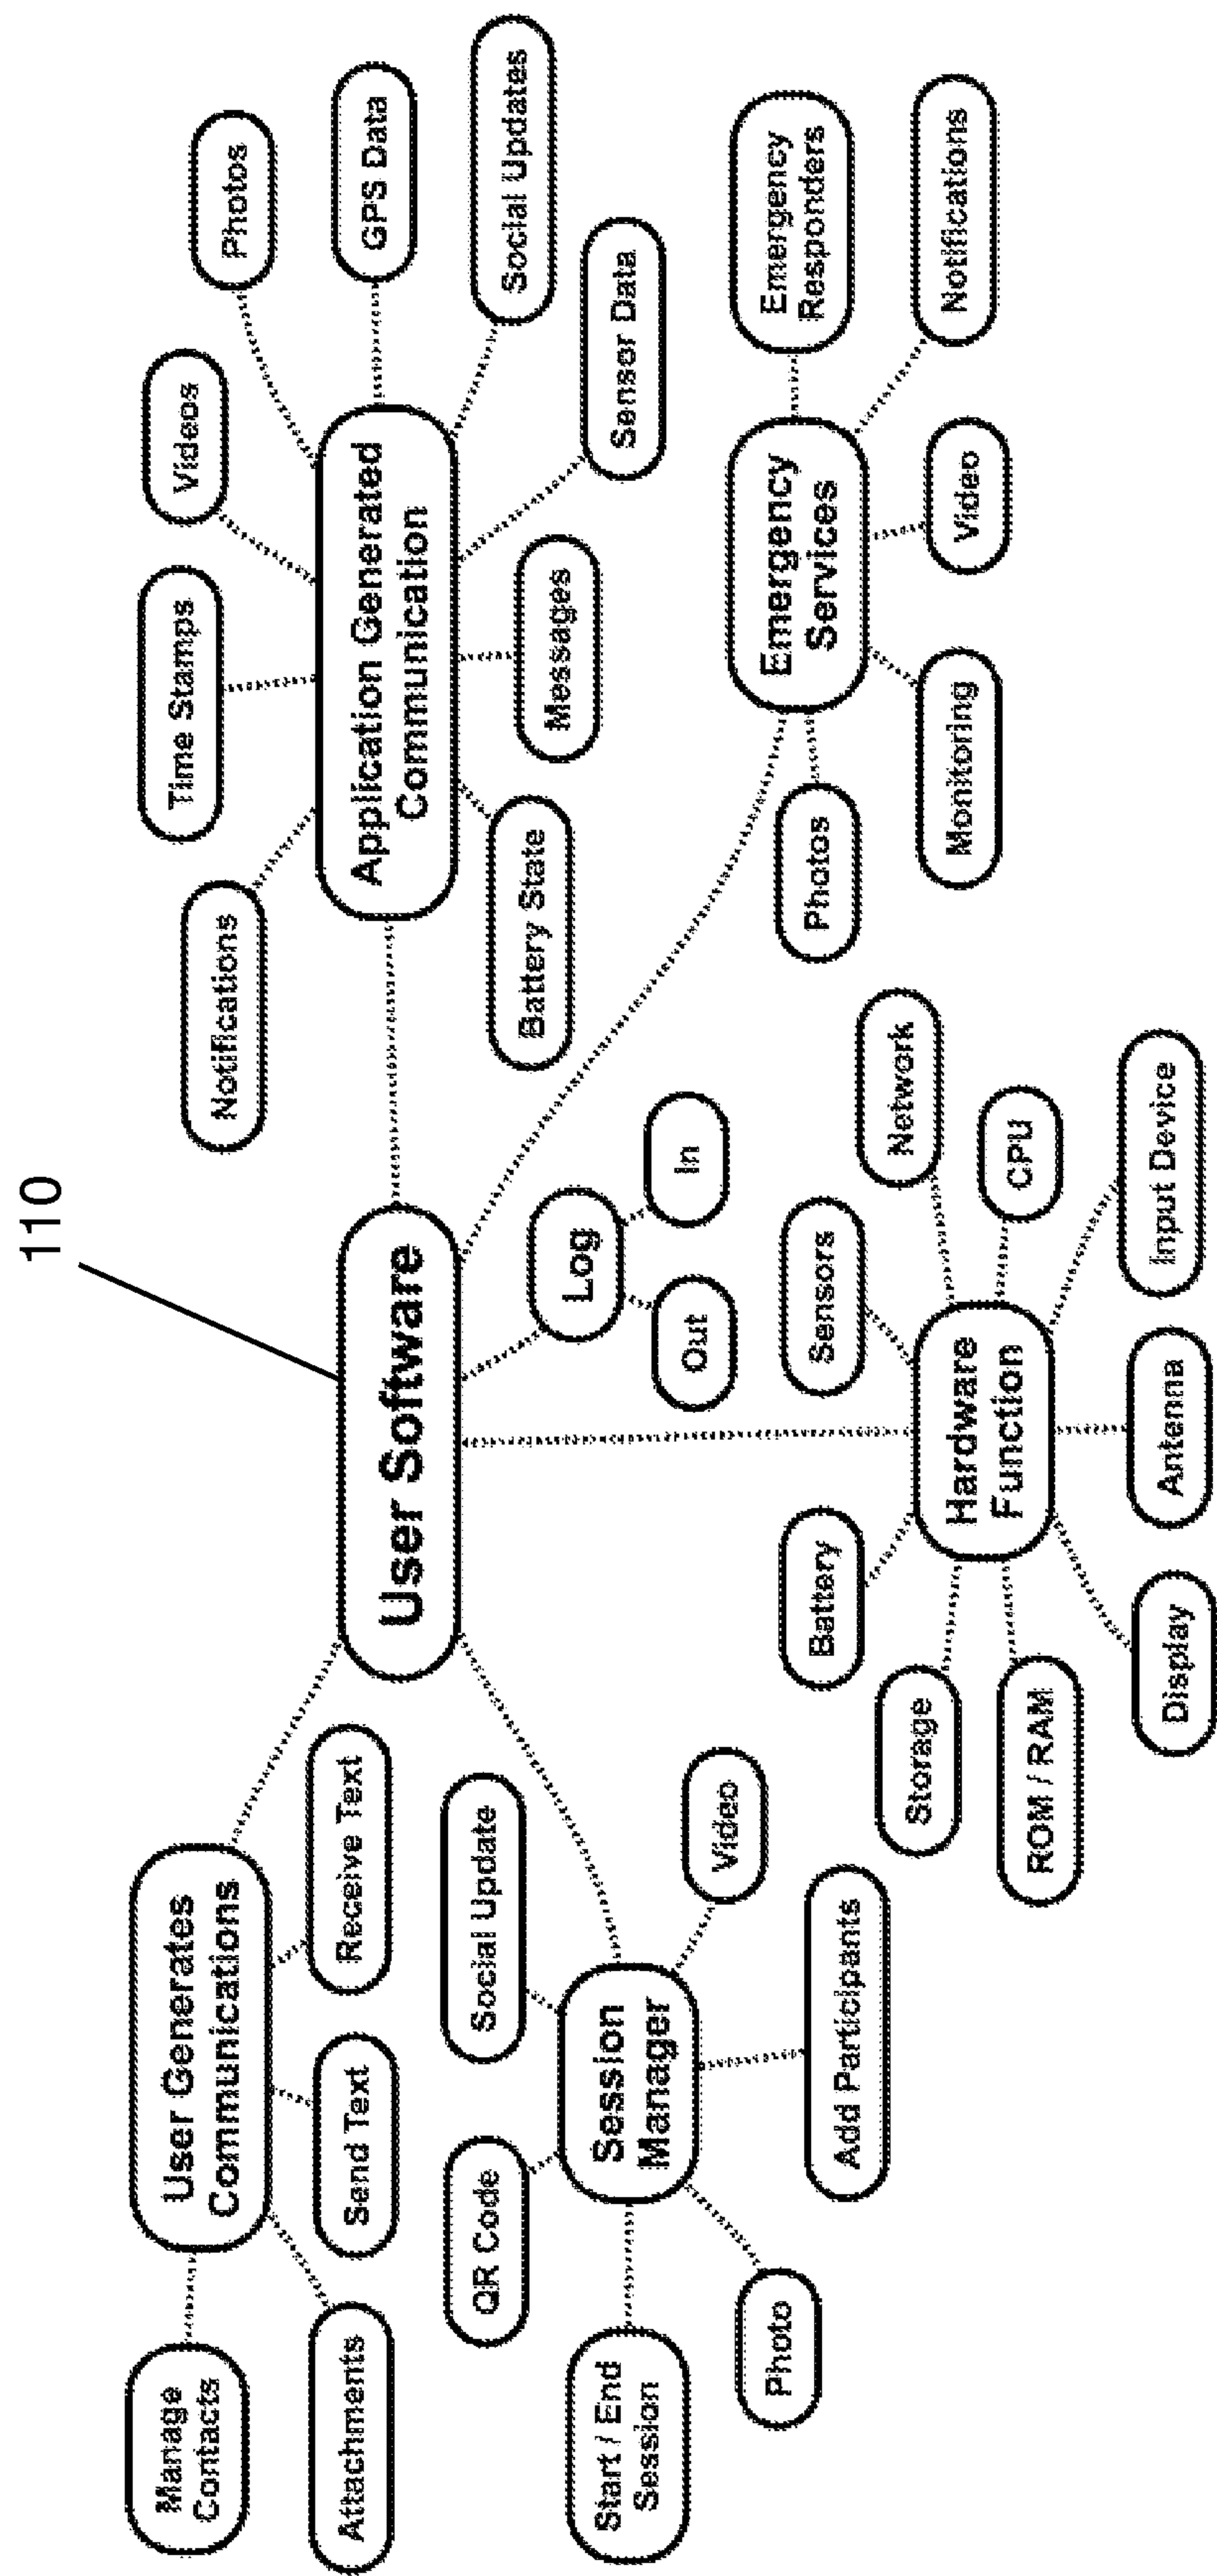 110
User Software
User Generates
Communications
Manage
Contacts
Attachments
Send Text
Receive Text
Session
Manager
Social Update
QR Code
Start / End
Session
Photo
Add Participants
Video
Log
Out
In
Hardware
Function
Battery
Sensors
Storage
Network
ROM / RAM
CPU
Display
Antenna
Input Device
Application Generated
Communication
Notifications
Time Stamps
Videos
Photos
GPS Data
Social Updates
Sensor Data
Messages
Battery State
Emergency
Services
Photos
Monitoring
Video
Notifications
Emergency
Responders